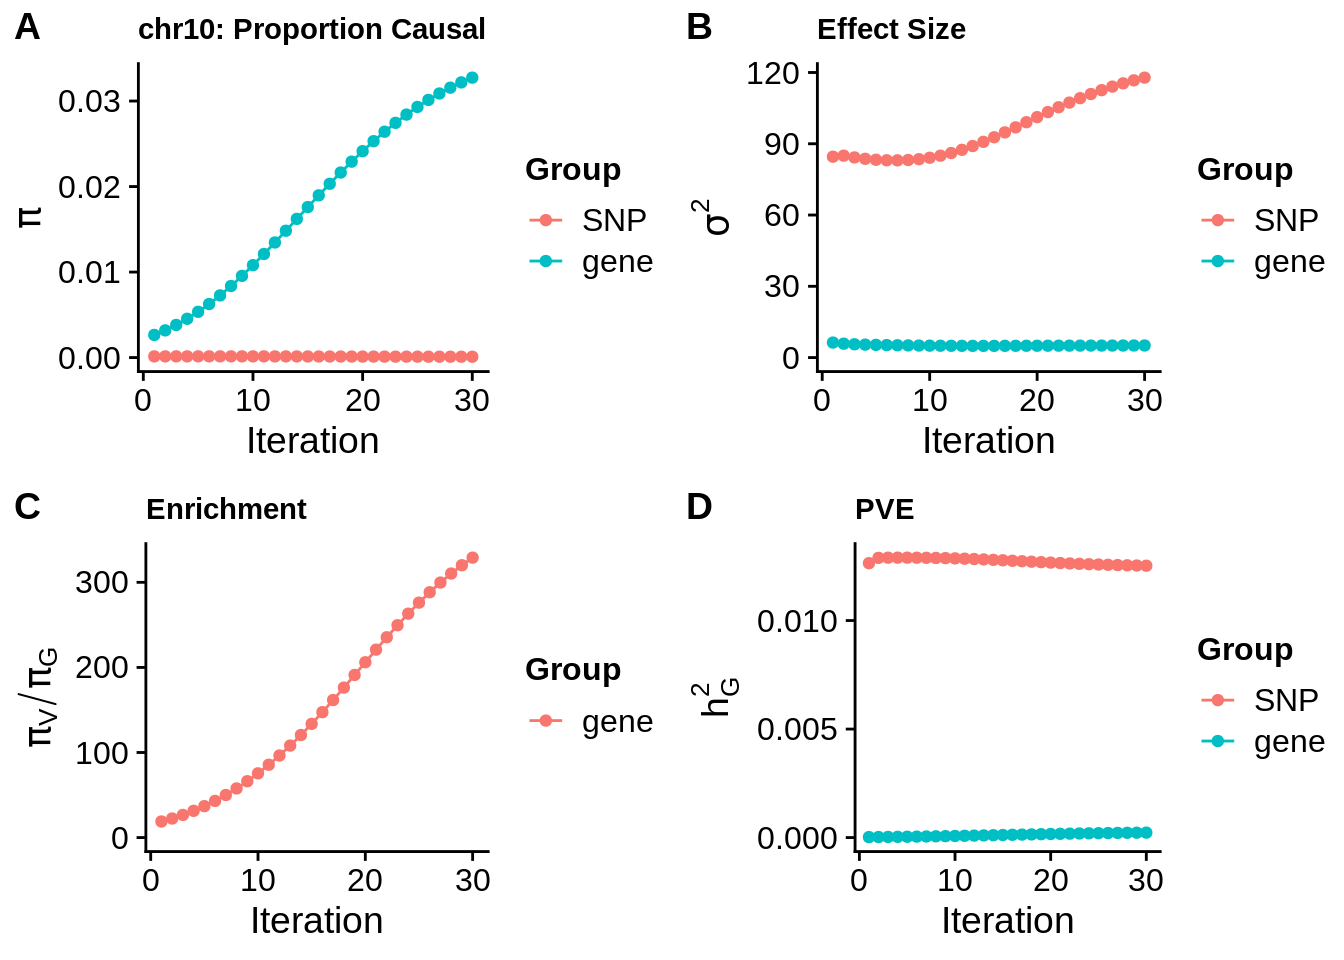 A
chr10: Proportion Causal
0.03
0.02
0.01
0.00
π
0 10 20 30
Iteration
Group
SNP
gene
B
Effect Size
120
90
60
30
0
σ²
0 10 20 30
Iteration
Group
SNP
gene
C
Enrichment
300
200
100
0
π_V/π_G
0 10 20 30
Iteration
Group
gene
D
PVE
0.010
0.005
0.000
h²_G
0 10 20 30
Iteration
Group
SNP
gene